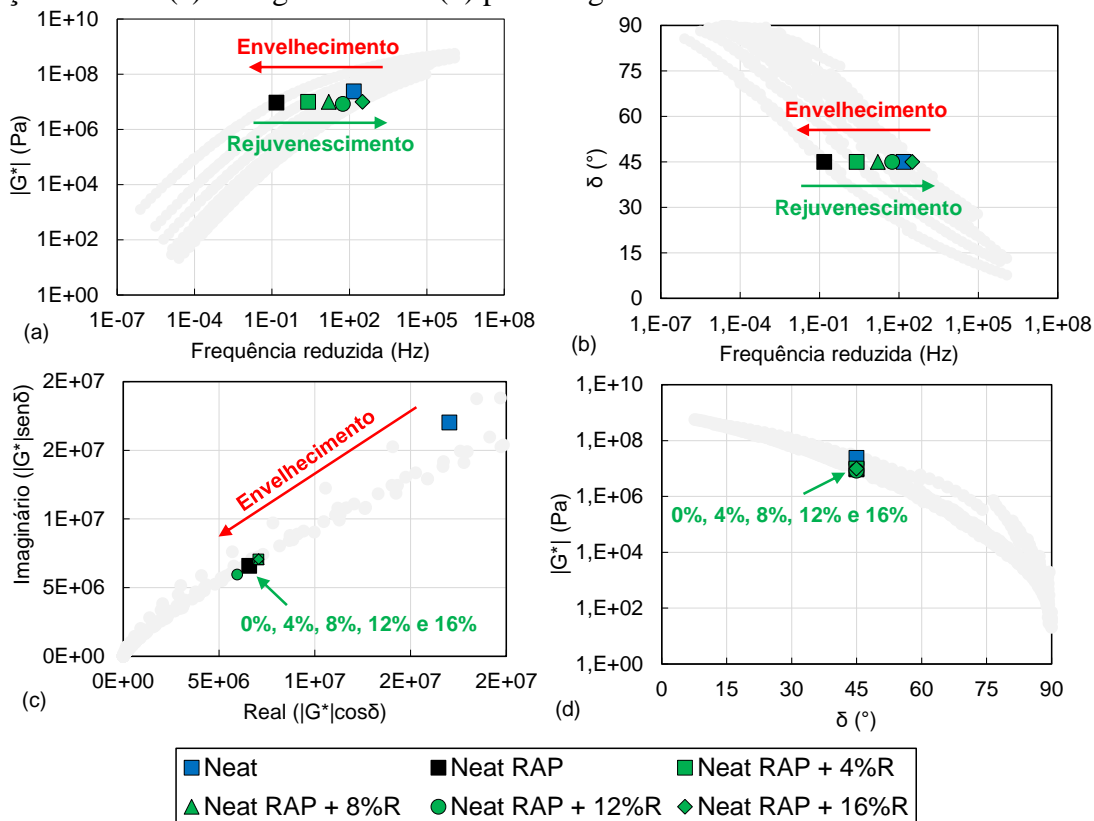 1E+10
1E+08
1E+06
1E+04
1E+02
1E+00
|G*| (Pa)
Envelhecimento
Rejuvenescimento
1E-07 1E-04 1E-01 1E+02 1E+05 1E+08
(a)
Frequência reduzida (Hz)
90
75
60
45
30
15
0
δ (°)
Envelhecimento
Rejuvenescimento
1,E-07 1,E-04 1,E-01 1,E+02 1,E+05 1,E+08
(b)
Frequência reduzida (Hz)
2E+07
2E+07
1E+07
5E+06
0E+00
Imaginário (|G*|senδ)
Envelhecimento
0%, 4%, 8%, 12% e 16%
0E+00 5E+06 1E+07 2E+07 2E+07
(c)
Real (|G*|cosδ)
1,E+10
1,E+08
1,E+06
1,E+04
1,E+02
1,E+00
|G*| (Pa)
0%, 4%, 8%, 12% e 16%
0 15 30 45 60 75 90
(d)
δ (°)
Neat Neat RAP Neat RAP + 4%R
Neat RAP + 8%R Neat RAP + 12%R Neat RAP + 16%R